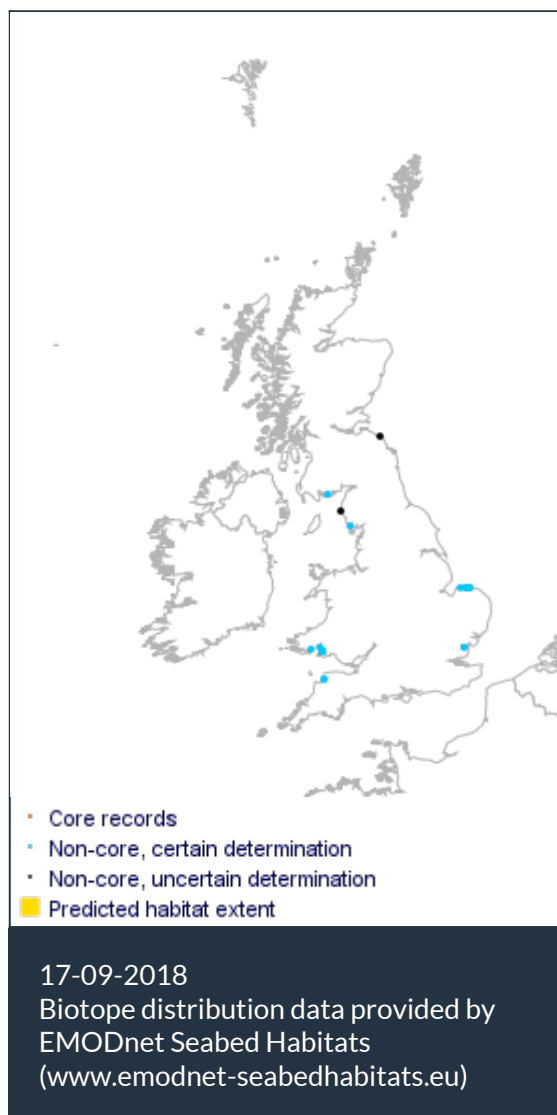 Core records
Non-core, certain determination
Non-core, uncertain determination
Predicted habitat extent
17-09-2018
Biotope distribution data provided by
EMODnet Seabed Habitats
(www.emodnet-seabedhabitats.eu)